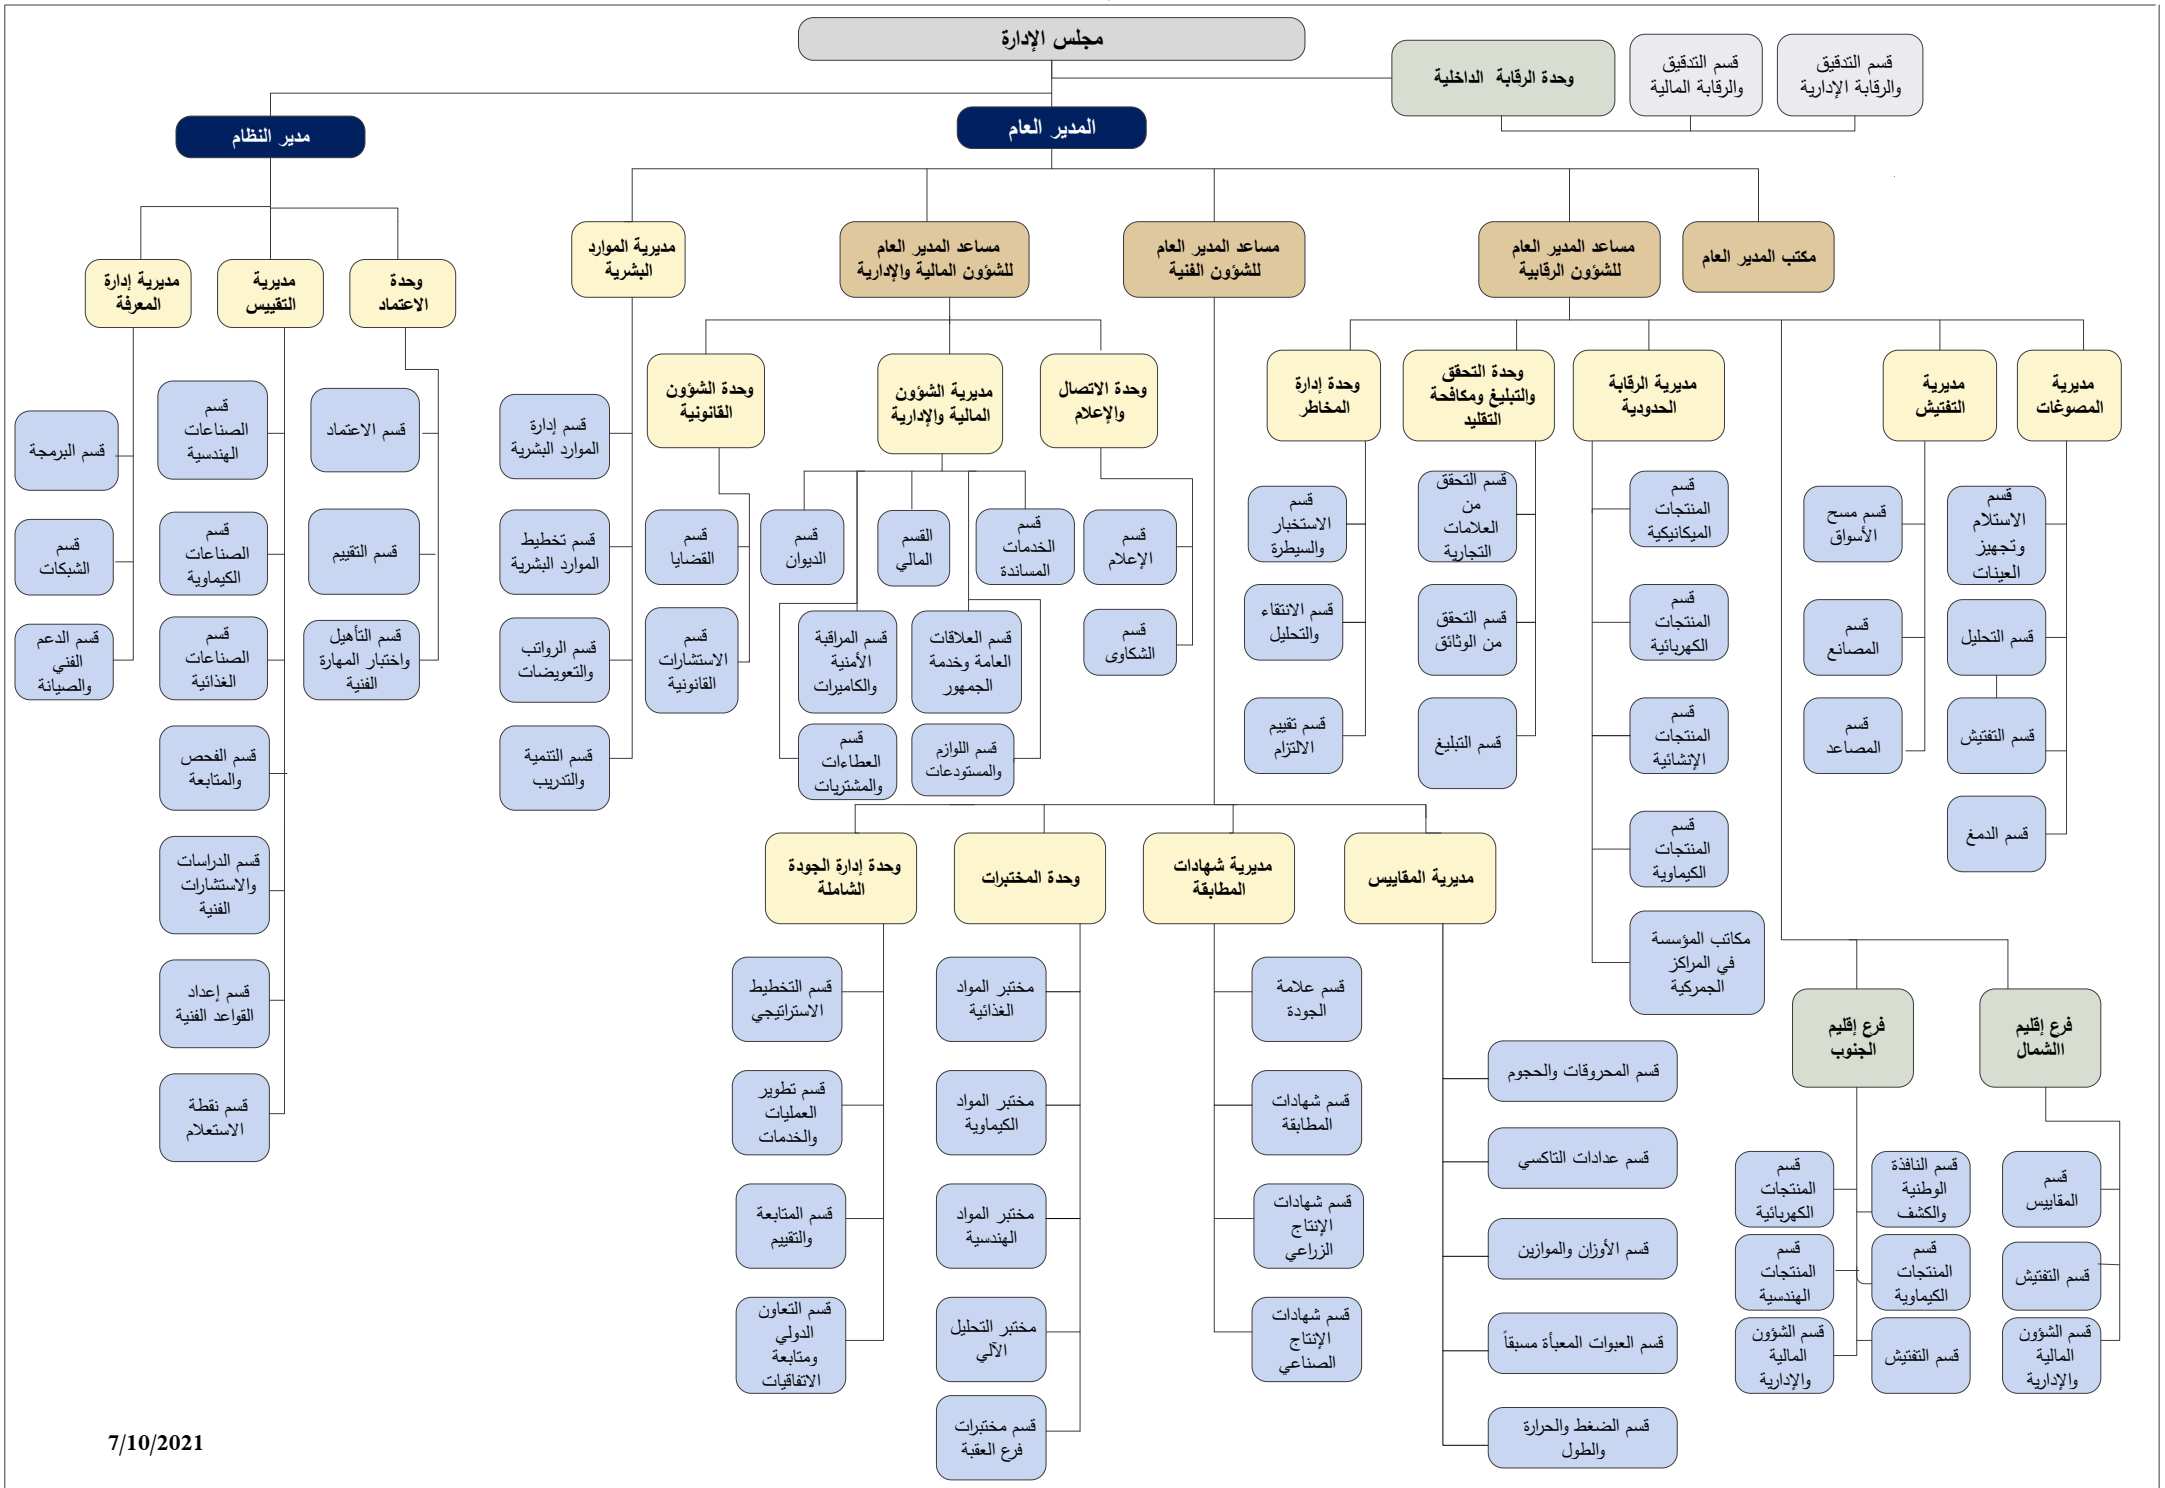 مجلس الإدارة
وحدة الرقابة الداخلية
قسم التدقيق
والرقابة المالية
قسم التدقيق
والرقابة الإدارية
المدير العام
مدير النظام
مكتب المدير العام
مساعد المدير العام
للشؤون الرقابية
مساعد المدير العام
للشؤون الفنية
مساعد المدير العام
للشؤون المالية والإدارية
مديرية الموارد
البشرية
وحدة
الاعتماد
مديرية
التقييس
مديرية إدارة
المعرفة
مديرية
المصوغات
قسم
الاستلام
وتجهيز
العينات
قسم التحليل
قسم التفتيش
قسم الدمغ
مديرية
التفتيش
قسم مسح
الأسواق
قسم
المصانع
قسم
المصاعد
مديرية الرقابة
الحدودية
قسم
المنتجات
الميكانيكية
قسم
المنتجات
الكهربائية
قسم
المنتجات
الإنشائية
قسم
المنتجات
الكيماوية
مكاتب المؤسسة
في المراكز
الجمركية
وحدة التحقق
والتبليغ ومكافحة
التقليد
قسم التحقق
من
العلامات
التجارية
قسم التحقق
من الوثائق
قسم التبليغ
وحدة إدارة
المخاطر
قسم
الاستخبار
والسيطرة
قسم الانتقاء
والتحليل
قسم تقييم
الالتزام
فرع إقليم
االشمال
قسم
المقاييس
قسم التفتيش
قسم الشؤون
المالية
والإدارية
فرع إقليم
الجنوب
قسم النافذة
الوطنية
والكشف
قسم
المنتجات
الكهربائية
قسم
المنتجات
الكيماوية
قسم
المنتجات
الهندسية
قسم التفتيش
قسم الشؤون
المالية
والإدارية
وحدة الاتصال
والإعلام
قسم
الإعلام
قسم
الشكاوى
مديرية الشؤون
المالية والإدارية
قسم
الخدمات
المساندة
القسم
المالي
قسم
الديوان
قسم العلاقات
العامة وخدمة
الجمهور
قسم المراقبة
الأمنية
والكاميرات
قسم اللوازم
والمستودعات
قسم
العطاءات
والمشتريات
وحدة الشؤون
القانونية
قسم
القضايا
قسم
الاستشارات
القانونية
قسم إدارة
الموارد البشرية
قسم تخطيط
الموارد البشرية
قسم الرواتب
والتعويضات
قسم التنمية
والتدريب
قسم الاعتماد
قسم التقييم
قسم التأهيل
واختبار المهارة
الفنية
قسم
الصناعات
الهندسية
قسم
الصناعات
الكيماوية
قسم
الصناعات
الغذائية
قسم الفحص
والمتابعة
قسم الدراسات
والاستشارات
الفنية
قسم إعداد
القواعد الفنية
قسم نقطة
الاستعلام
قسم البرمجة
قسم
الشبكات
قسم الدعم
الفني
والصيانة
مديرية المقاييس
قسم المحروقات والحجوم
قسم عدادات التاكسي
قسم الأوزان والموازين
قسم العبوات المعبأة مسبقاً
قسم الضغط والحرارة
والطول
مديرية شهادات
المطابقة
قسم علامة
الجودة
قسم شهادات
المطابقة
قسم شهادات
الإنتاج
الزراعي
قسم شهادات
الإنتاج
الصناعي
وحدة المختبرات
مختبر المواد
الغذائية
مختبر المواد
الكيماوية
مختبر المواد
الهندسية
مختبر التحليل
الآلي
قسم مختبرات
فرع العقبة
وحدة إدارة الجودة
الشاملة
قسم التخطيط
الاستراتيجي
قسم تطوير
العمليات
والخدمات
قسم المتابعة
والتقييم
قسم التعاون
الدولي
ومتابعة
الاتفاقيات
7/10/2021